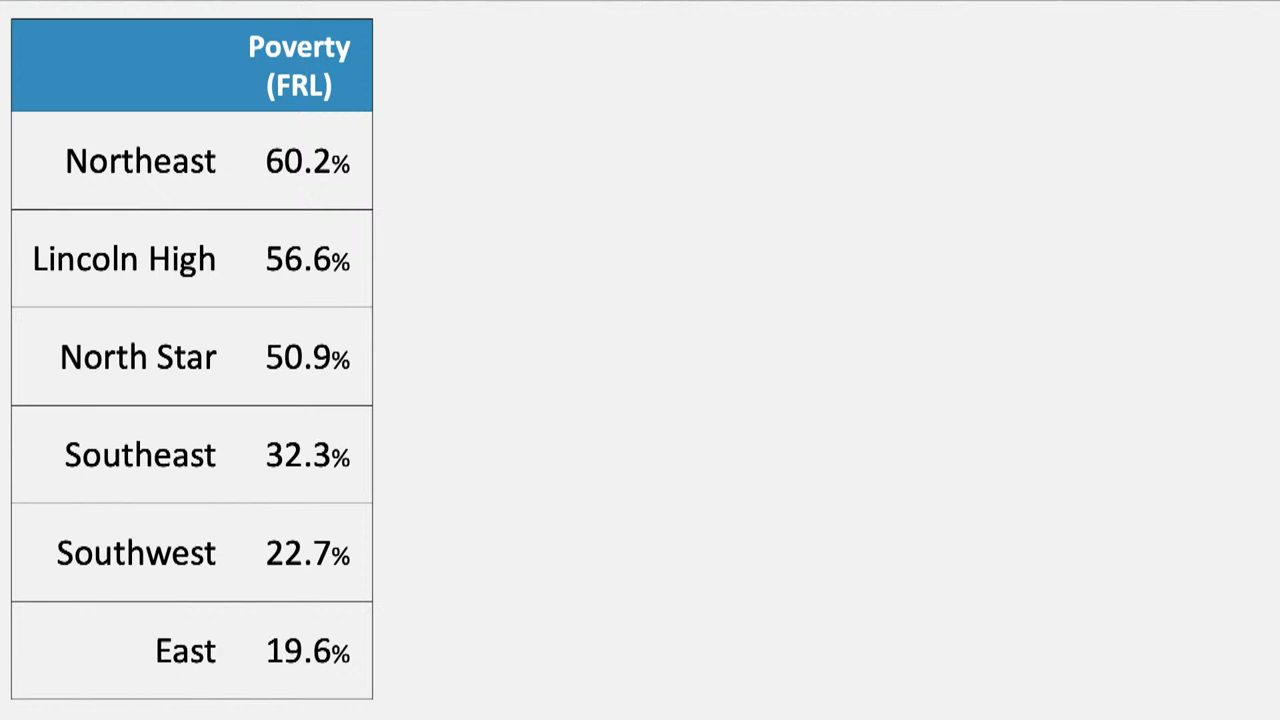 Poverty
(FRL)
Northeast 60.2%
Lincoln High 56.6%
North Star 50.9%
Southeast 32.3%
Southwest 22.7%
East 19.6%